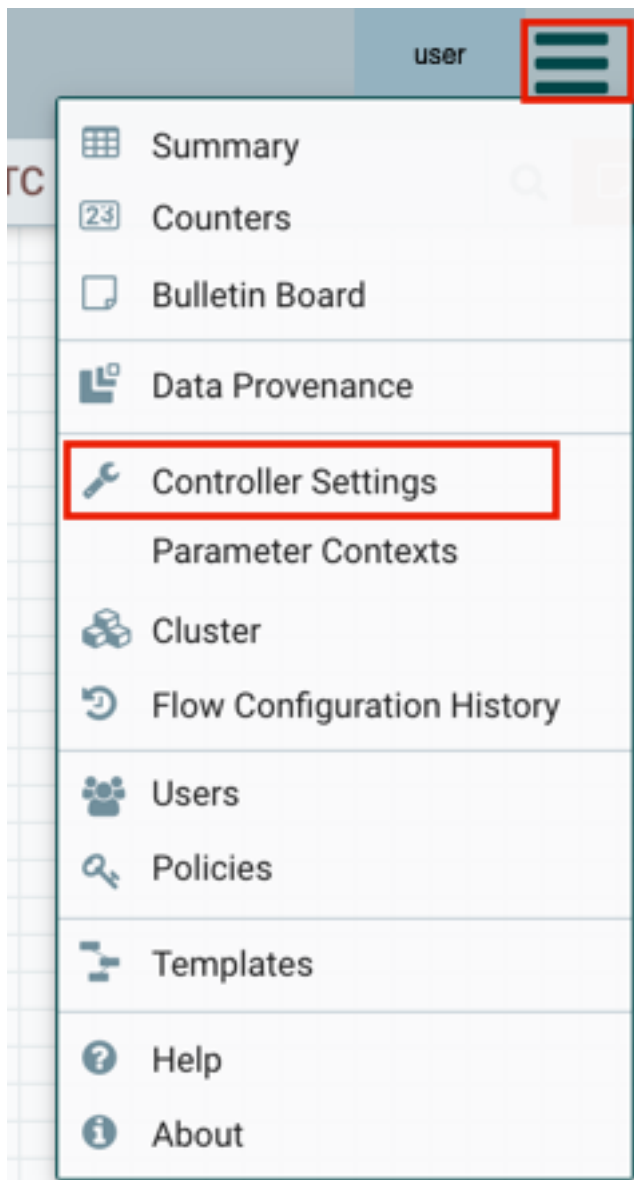 user
TC
Summary
23 Counters
Bulletin Board
Data Provenance
Controller Settings
Parameter Contexts
Cluster
Flow Configuration History
Users
Policies
Templates
Help
About